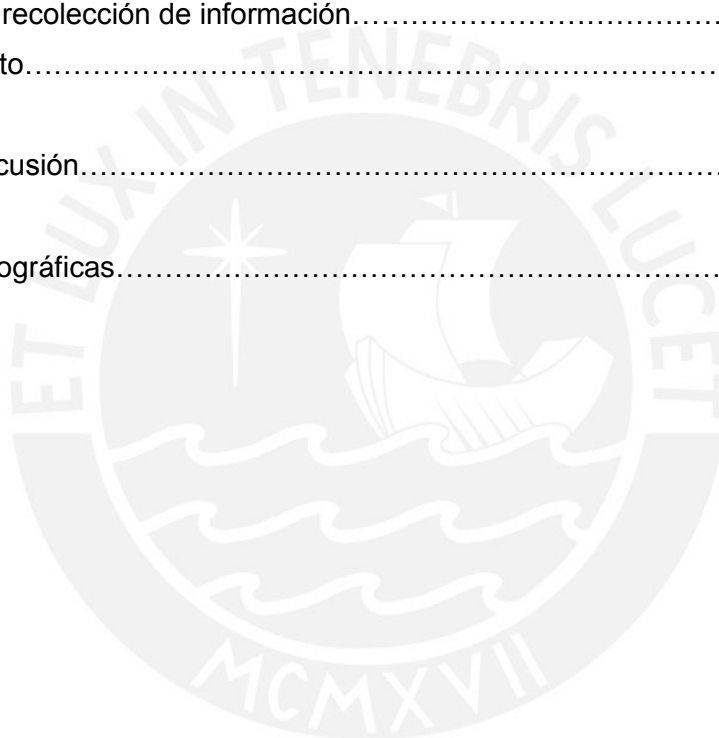 recolección de información……………………………………
to………………………………………………………………………
cusión…………………………………………………………………
ográficas………………………………………………………………
ET LUX IN TENEBRIS LUCET
MCMXVII